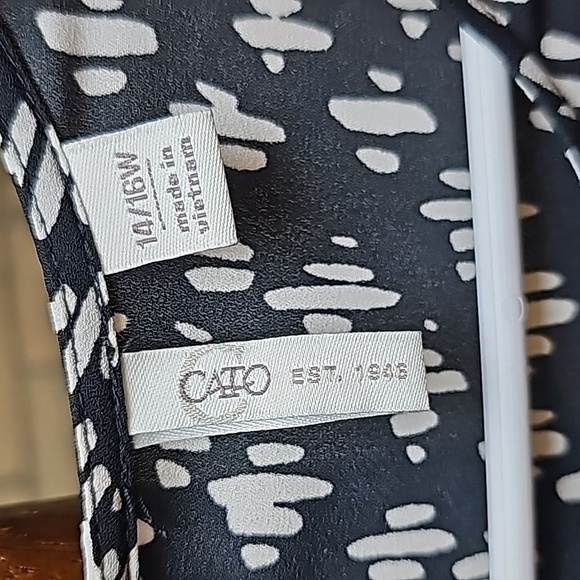 14/16W
made in
vietnam
CATO EST. 1946